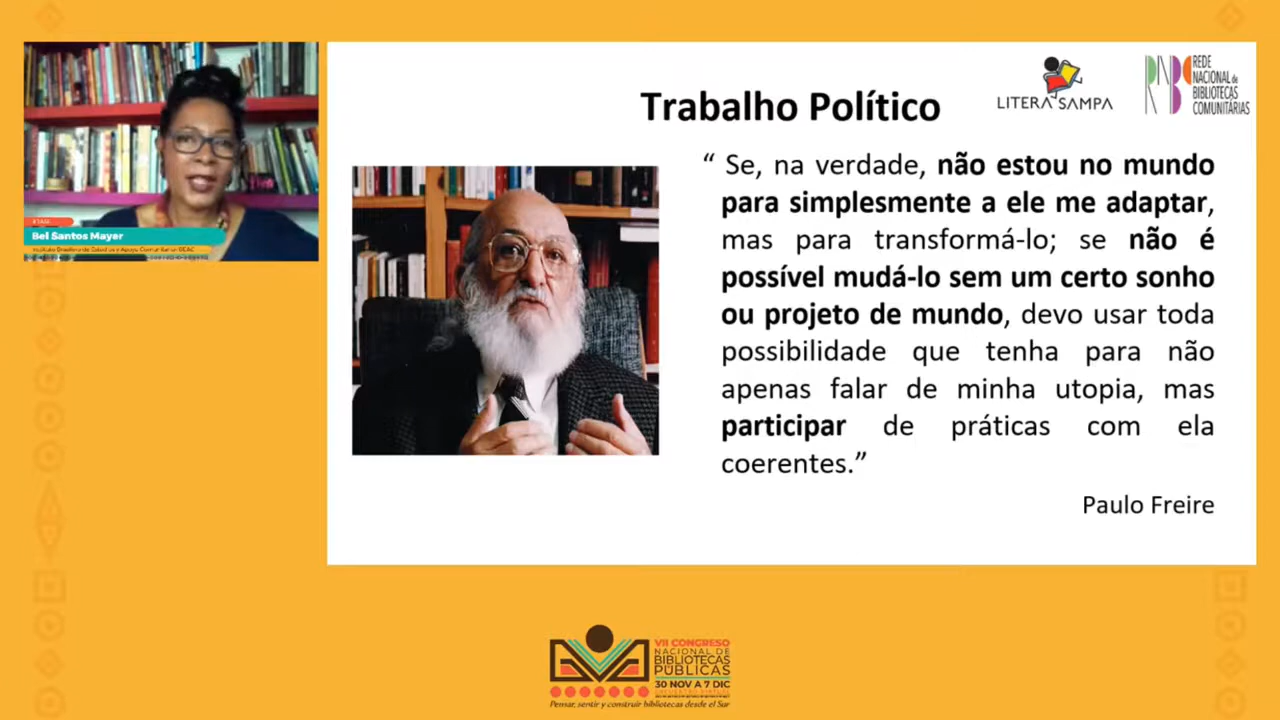 Bel Santos Mayer
Trabalho Político
LITERA SAMPA
REDE
NACIONAL de
BIBLIOTECAS
COMUNITÁRIAS
“ Se, na verdade, não estou no mundo
para simplesmente a ele me adaptar,
mas para transformá-lo; se não é
possível mudá-lo sem um certo sonho
ou projeto de mundo, devo usar toda
possibilidade que tenha para não
apenas falar de minha utopia, mas
participar de práticas com ela
coerentes.”
Paulo Freire
VII CONGRESO
NACIONAL DE
BIBLIOTECAS
PÚBLICAS
30 NOV A 7 DIC
Pensar, sentir y construir bibliotecas desde el Sur